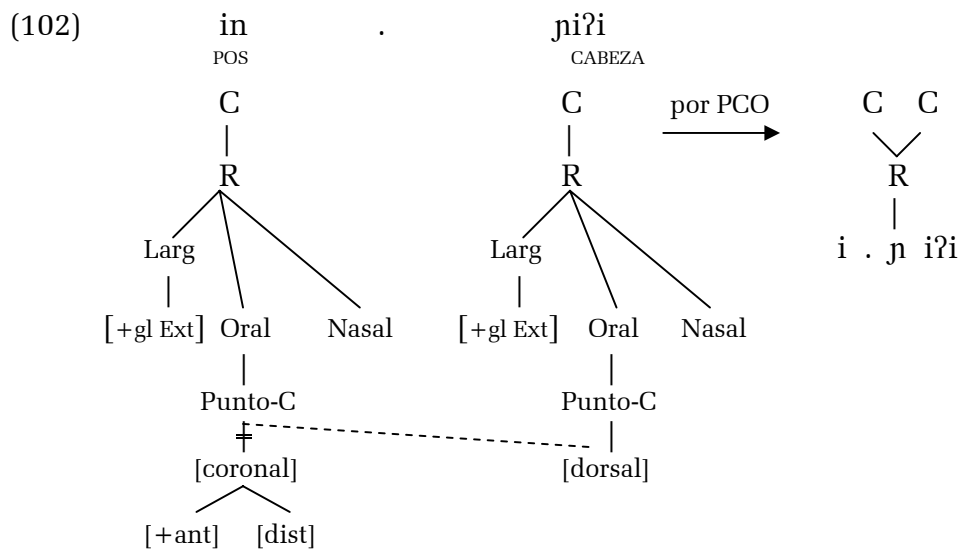 (102) in . ɲiʔi
POS CABEZA
C C por PCO C C
R R R
Larg Larg i . ɲ iʔi
[+gl Ext] Oral Nasal [+gl Ext] Oral Nasal
Punto-C Punto-C
[coronal] [dorsal]
[+ant] [dist]